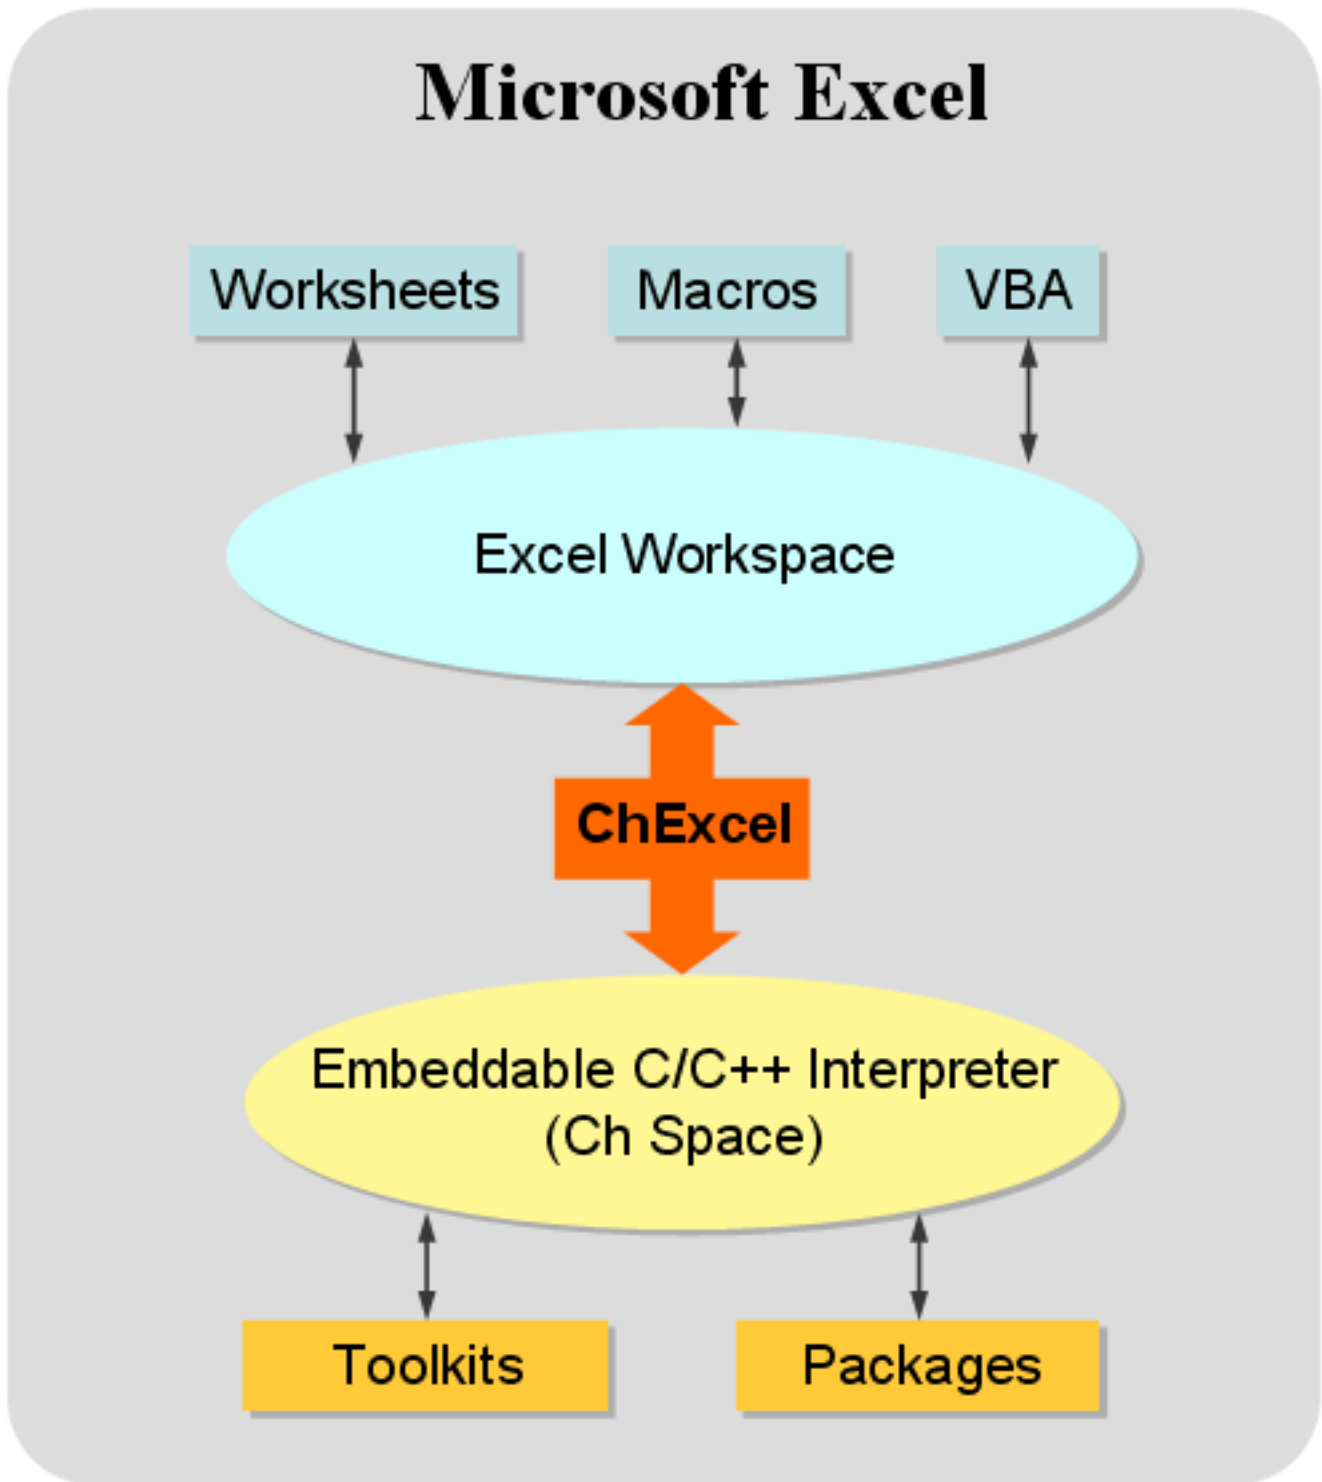 Microsoft Excel
Worksheets
Macros
VBA
Excel Workspace
ChExcel
Embeddable C/C++ Interpreter
(Ch Space)
Toolkits
Packages